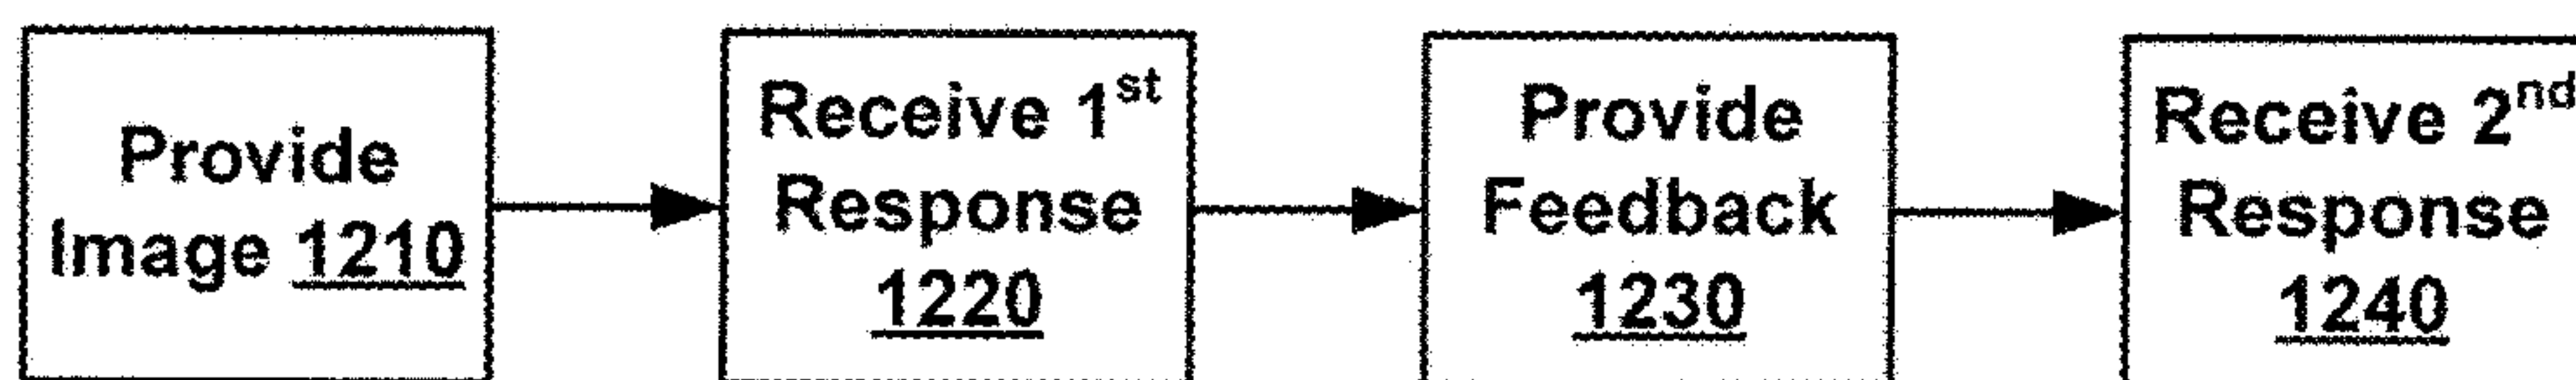 Provide
Image 1210
Receive 1st
Response
1220
Provide
Feedback
1230
Receive 2nd
Response
1240